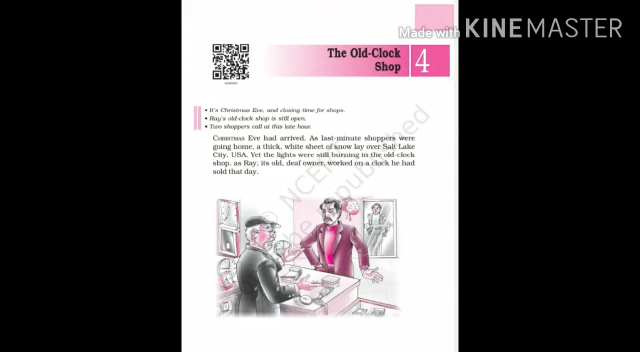 Made with KINEMASTER
The Old-Clock
Shop
4
• It's Christmas Eve, and closing time for shops.
• Ray's old-clock shop is still open.
• Two shoppers call at this late hour.
CHRISTMAS Eve had arrived. As last-minute shoppers were
going home, a thick, white sheet of snow lay over Salt Lake
City, USA. Yet the lights were still burning in the old-clock
shop, as Ray, its old, deaf owner, worked on a clock he had
sold that day.
© NCERT
be republished